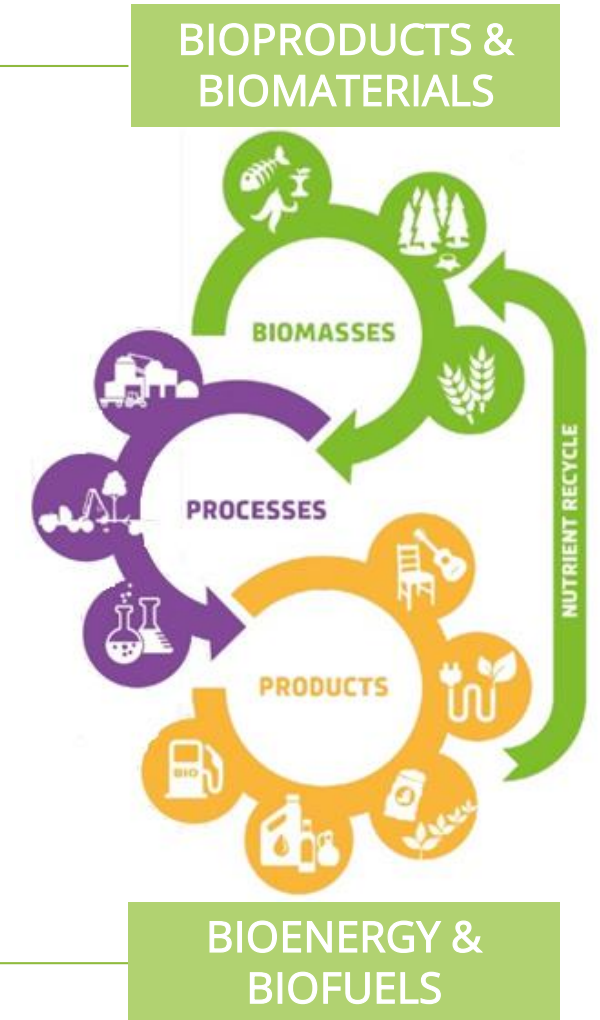 BIOPRODUCTS &
BIOMATERIALS
BIOMASSES
PROCESSES
NUTRIENT RECYCLE
PRODUCTS
BIO
BIOENERGY &
BIOFUELS